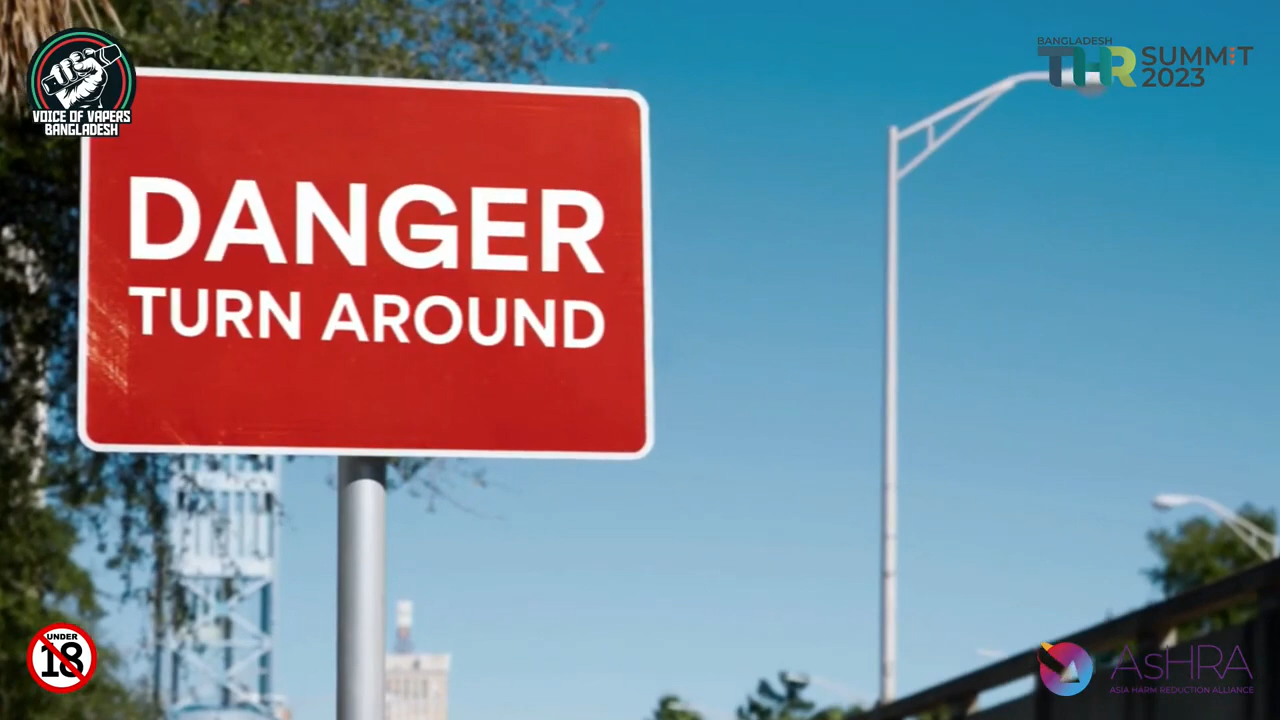 VOICE OF VAPERS
BANGLADESH
BANGLADESH
THR SUMMIT
2023
DANGER
TURN AROUND
UNDER
18
AsHRA
ASIA HARM REDUCTION ALLIANCE